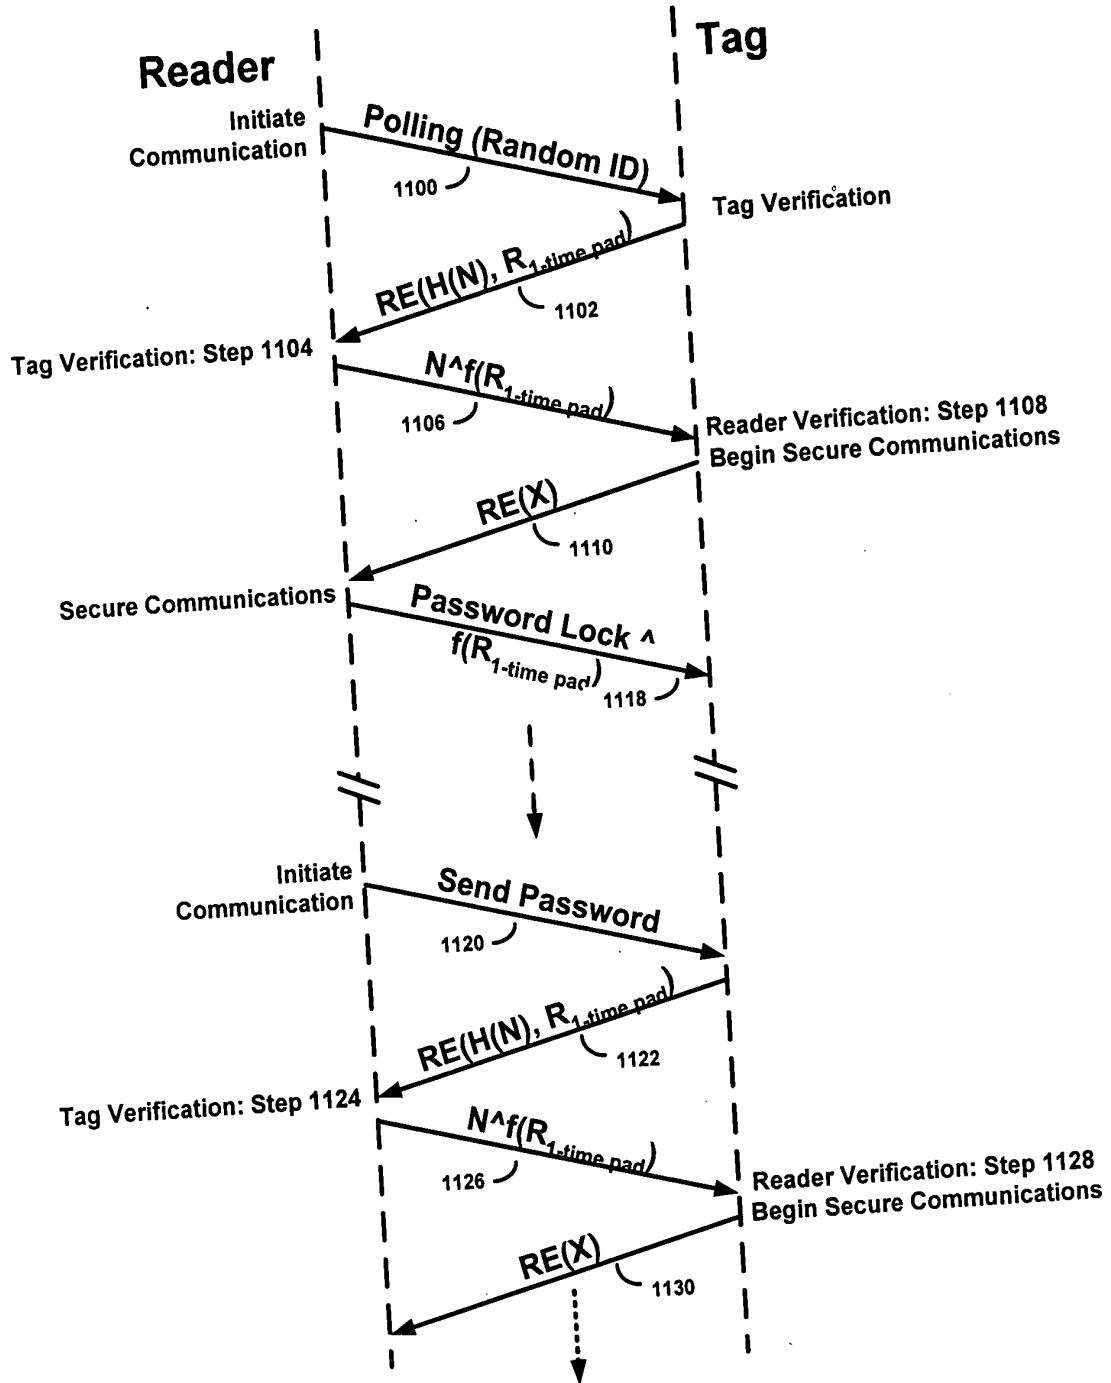 Reader
Tag
Initiate
Communication
Polling (Random ID)
1100
Tag Verification
RE(H(N), R1-time pad)
1102
Tag Verification: Step 1104
N^f(R1-time pad)
1106
Reader Verification: Step 1108
Begin Secure Communications
RE(X)
1110
Secure Communications
Password Lock ^
f(R1-time pad)
1118
Initiate
Communication
Send Password
1120
RE(H(N), R1-time pad)
1122
Tag Verification: Step 1124
N^f(R1-time pad)
1126
Reader Verification: Step 1128
Begin Secure Communications
RE(X)
1130